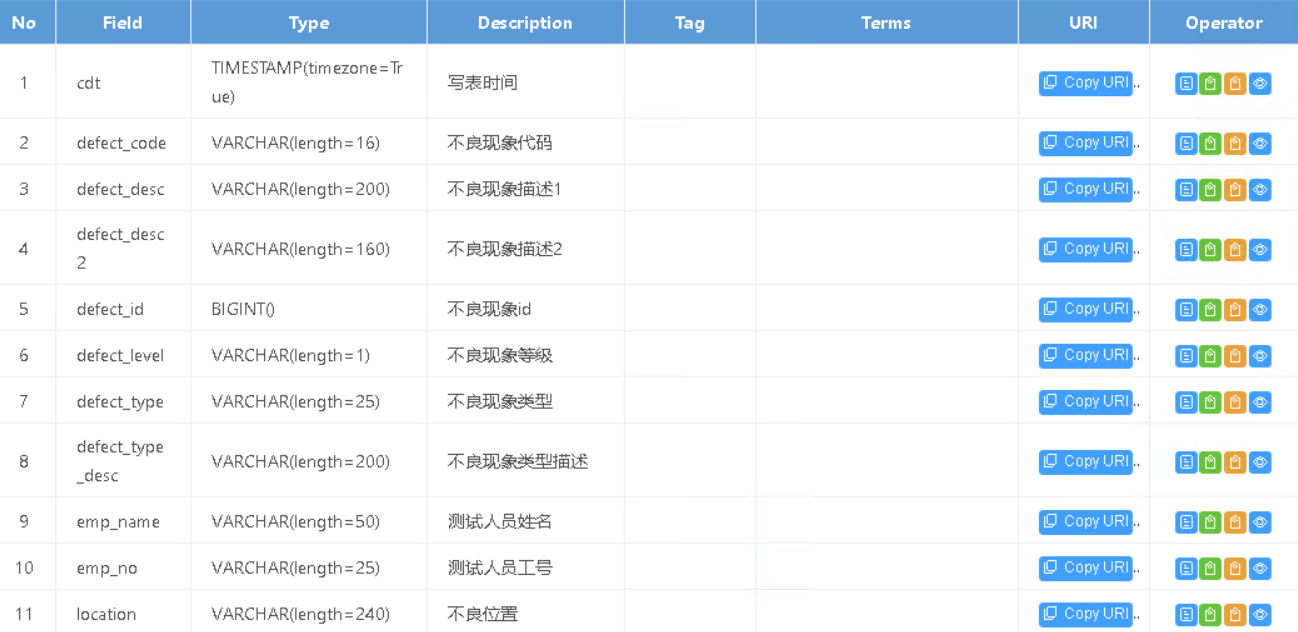 No Field Type Description Tag Terms URI Operator
TIMESTAMP(timezone=Tr
1 cdt 写表时间 Copy URI..
ue)
2 defect_code VARCHAR(length=16) 不良现象代码 Copy URI..
3 defect_desc VARCHAR(length=200) 不良现象描述1 Copy URI..
defect_desc
4 VARCHAR(length=160) 不良现象描述2 Copy URI..
2
5 defect_id BIGINT() 不良现象id Copy URI..
6 defect_level VARCHAR(length=1) 不良现象等级 Copy URI..
7 defect_type VARCHAR(length=25) 不良现象类型 Copy URI..
defect_type
8 VARCHAR(length=200) 不良现象类型描述 Copy URI..
_desc
9 emp_name VARCHAR(length=50) 测试人员姓名 Copy URI..
10 emp_no VARCHAR(length=25) 测试人员工号 Copy URI..
11 location VARCHAR(length=240) 不良位置 Copy URI..